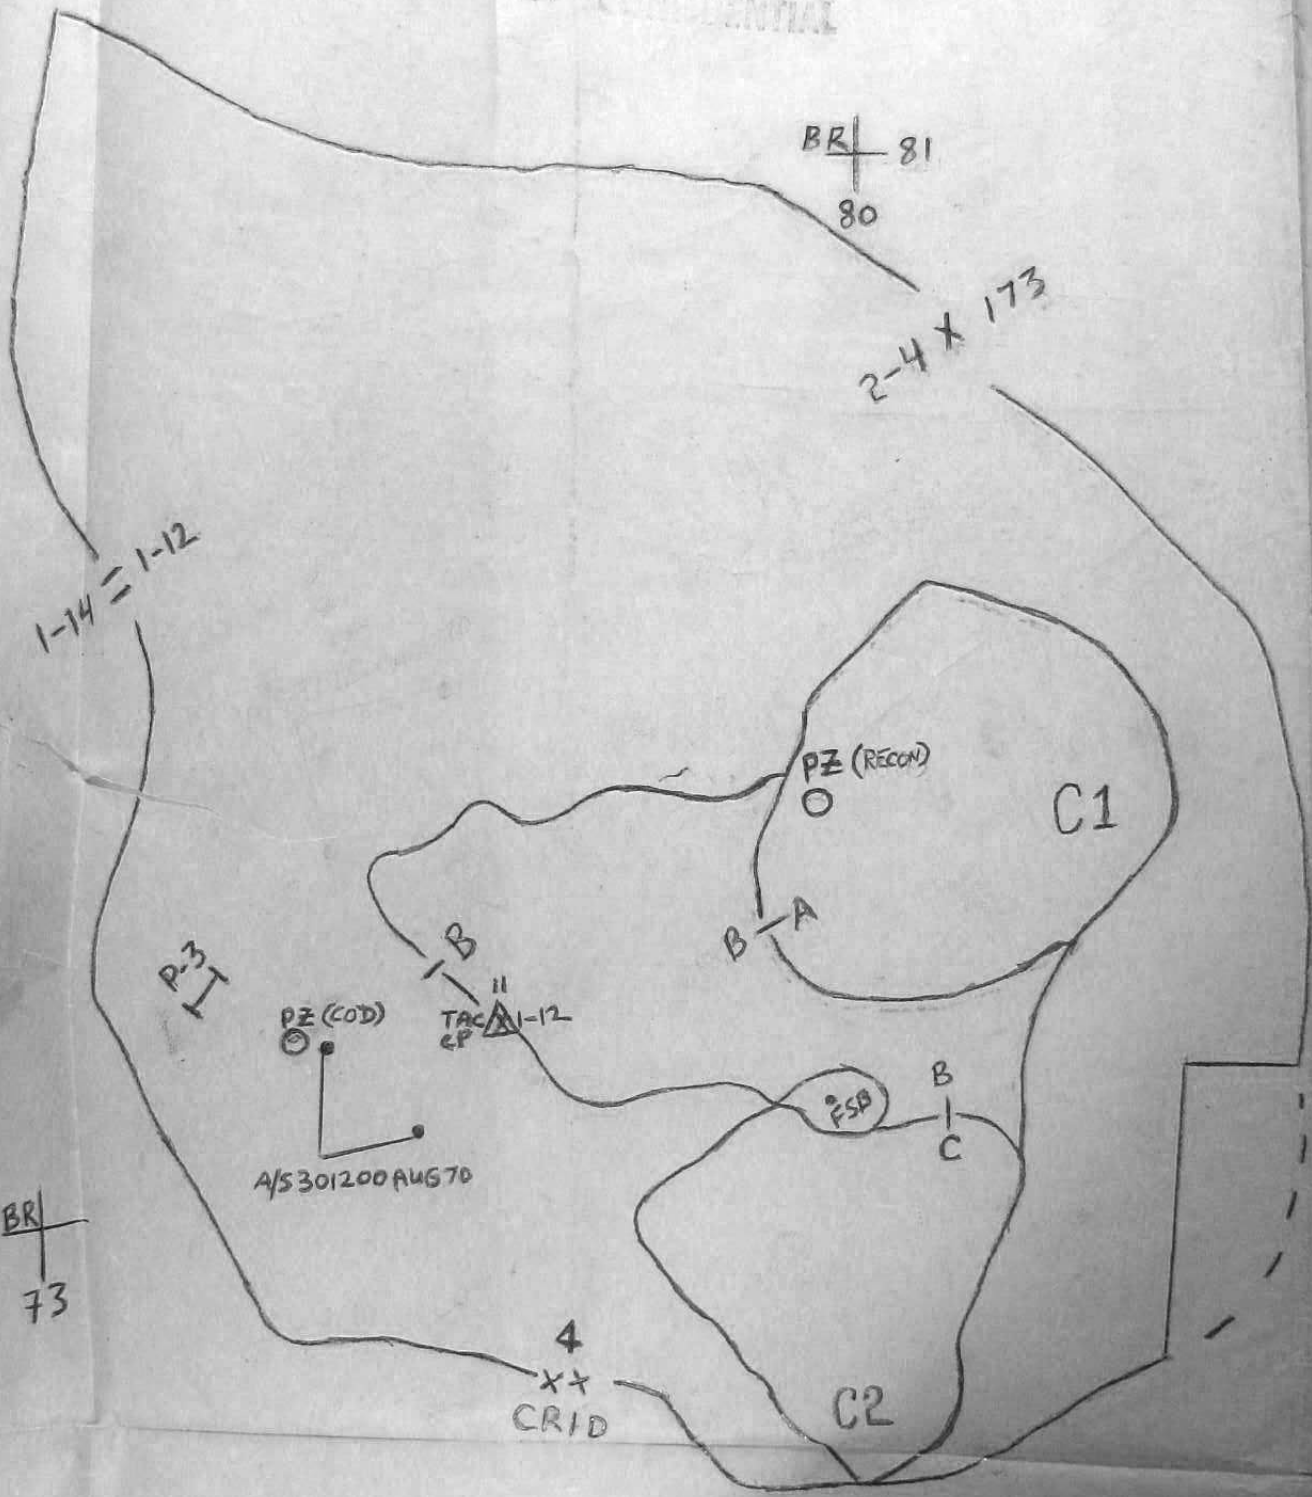 BR 81
80
2-4 X 173
1-12
1-14
PZ (RECON)
C1
B A
B
P-3
PZ (COD)
11
TAC 1-12
CP
B
FSB
C
A/S 301200 AUG 70
BR
73
4
XX
CRID
C2